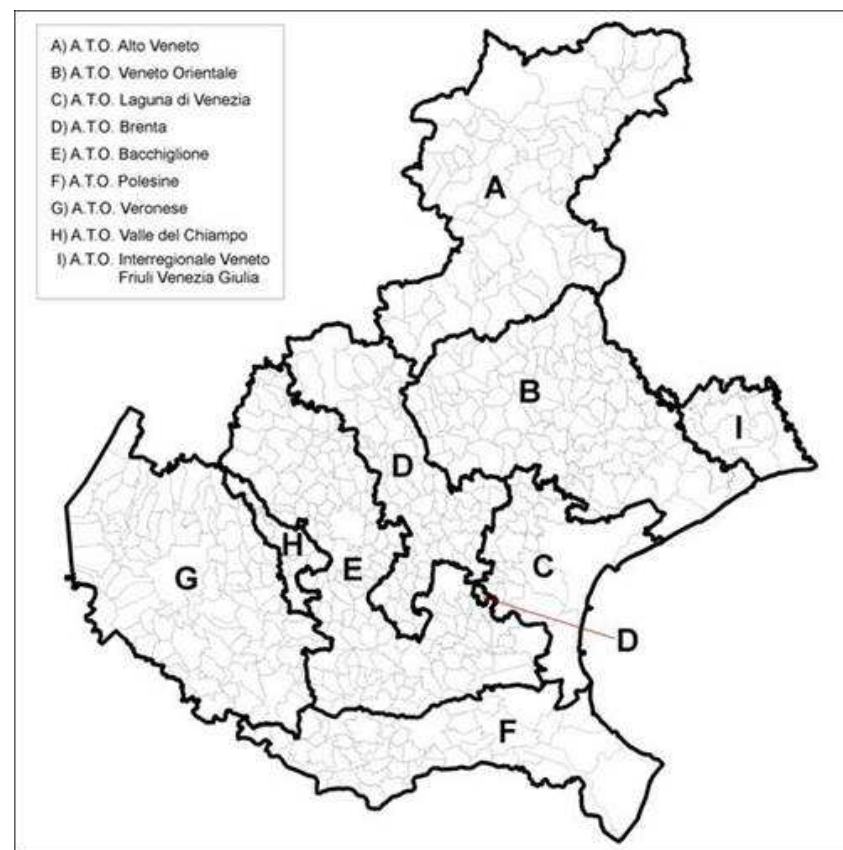 A) A.T.O. Alto Veneto
B) A.T.O. Veneto Orientale
C) A.T.O. Laguna di Venezia
D) A.T.O. Brenta
E) A.T.O. Bacchiglione
F) A.T.O. Polesine
G) A.T.O. Veronese
H) A.T.O. Valle del Chiampo
I) A.T.O. Interregionale Veneto
Friuli Venezia Giulia
A
B
I
D
H
E
C
G
D
F